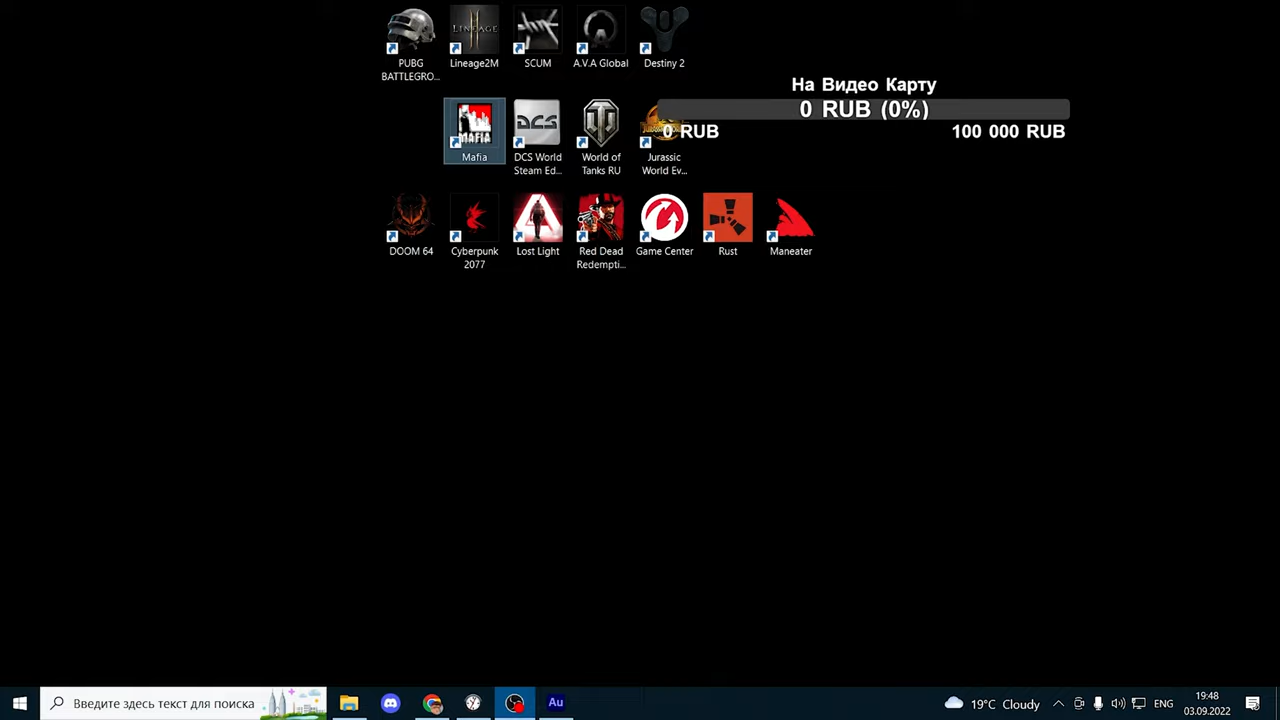 PUBG
BATTLEGRO...
Lineage2M
SCUM
A.V.A Global
Destiny 2
LINEAGE
На Видео Карту
0 RUB (0%)
0 RUB
100 000 RUB
MAFIA
DCS
Mafia
DCS World
Steam Ed...
World of
Tanks RU
Jurassic
World Ev...
DOOM 64
Cyberpunk
2077
Lost Light
Red Dead
Redempti...
Game Center
Rust
Maneater
Введите здесь текст для поиска
Au
19°C Cloudy
ENG
19:48
03.09.2022